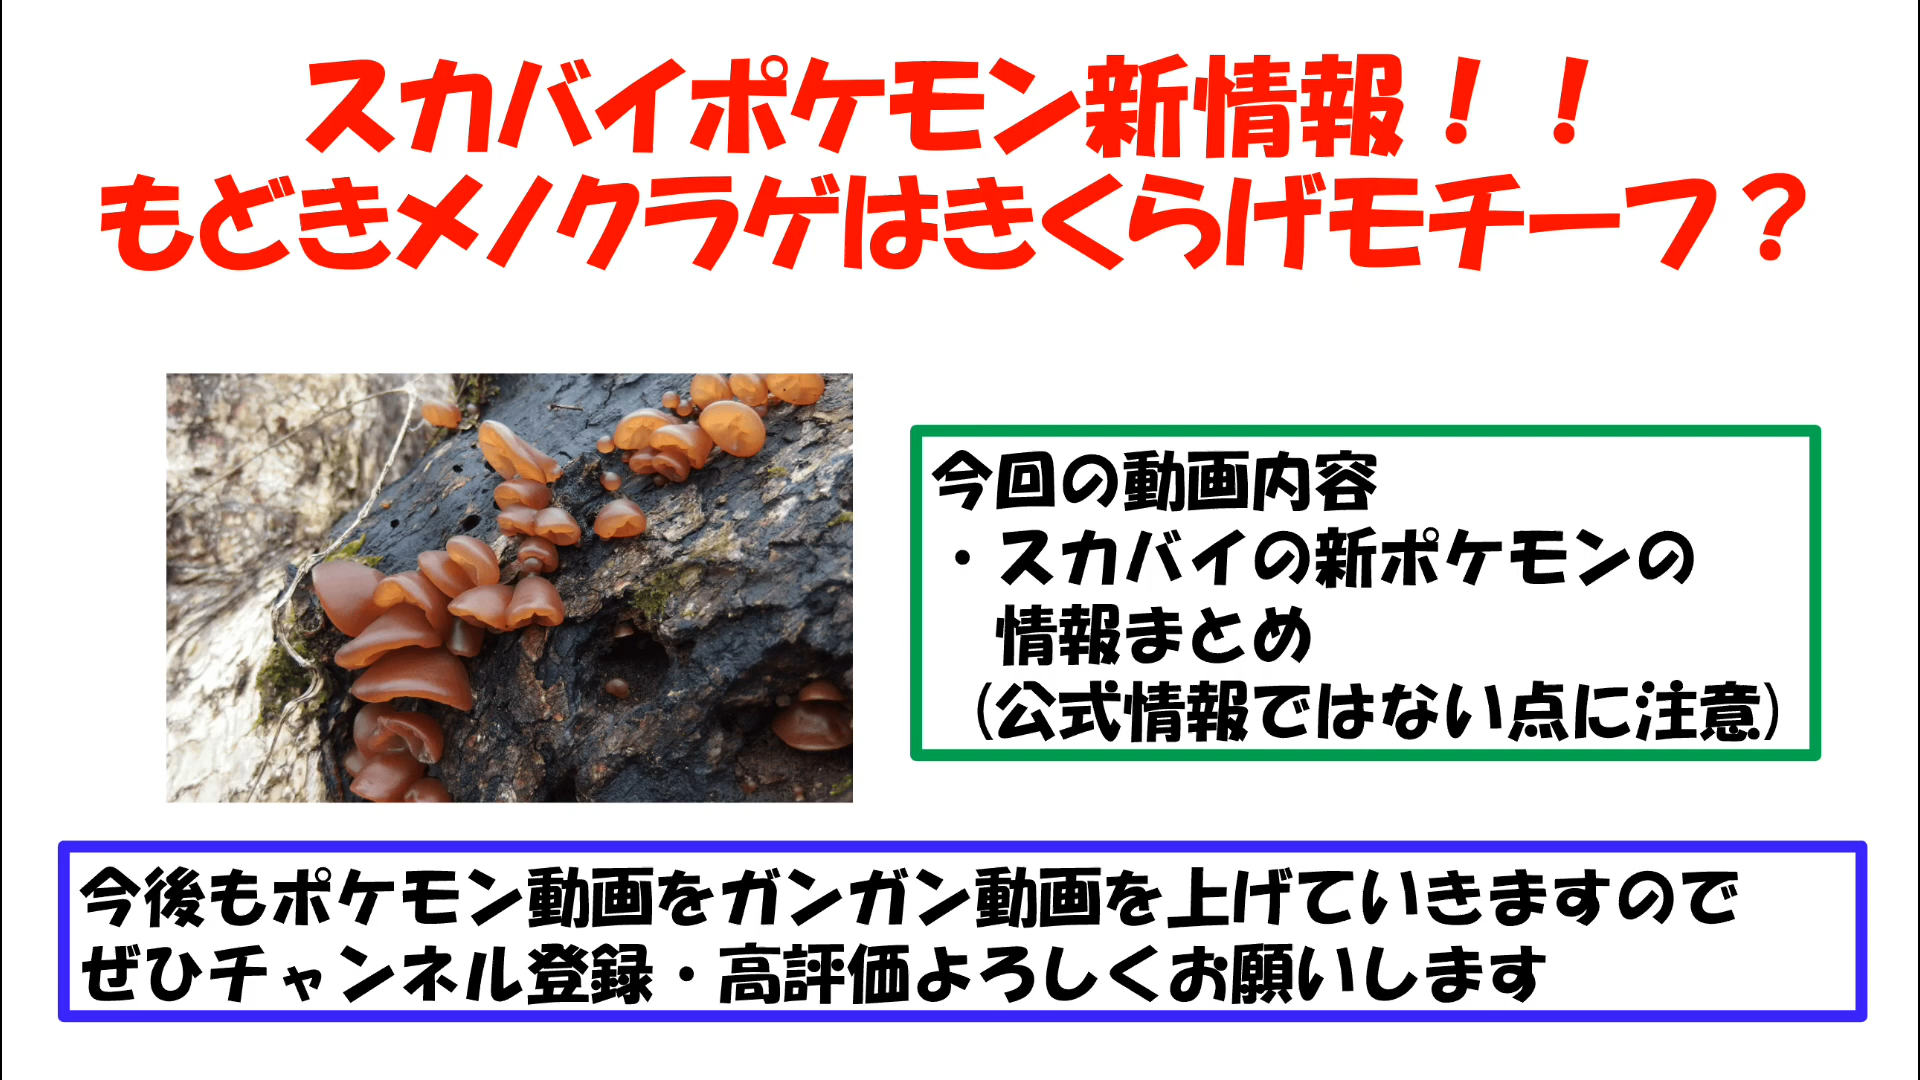 スカバイポケモン新情報！！
もどきメノクラゲはきくらげモチーフ？
今回の動画内容
・スカバイの新ポケモンの
情報まとめ
(公式情報ではない点に注意)
今後もポケモン動画をガンガン動画を上げていきますので
ぜひチャンネル登録・高評価よろしくお願いします